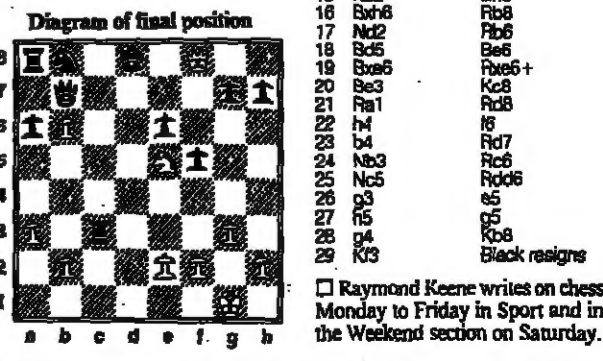 Diagram of final position
8
7
6
5
4
3
2
1
a b c d e f g h
16 Bxh8 Rb8
17 Nd2 Rb6
18 Bd5 Be6
19 Bxe6 Rxe6+
20 Be3 Kc8
21 Ra1 Rd8
22 h4 f6
23 b4 Rd7
24 Nb3 Rc6
25 Nc5 Rdd6
26 g3 e5
27 h5 g5
28 g4 Kb8
29 Kf3 Black resigns
□ Raymond Keene writes on chess
Monday to Friday in Sport and in
the Weekend section on Saturday.